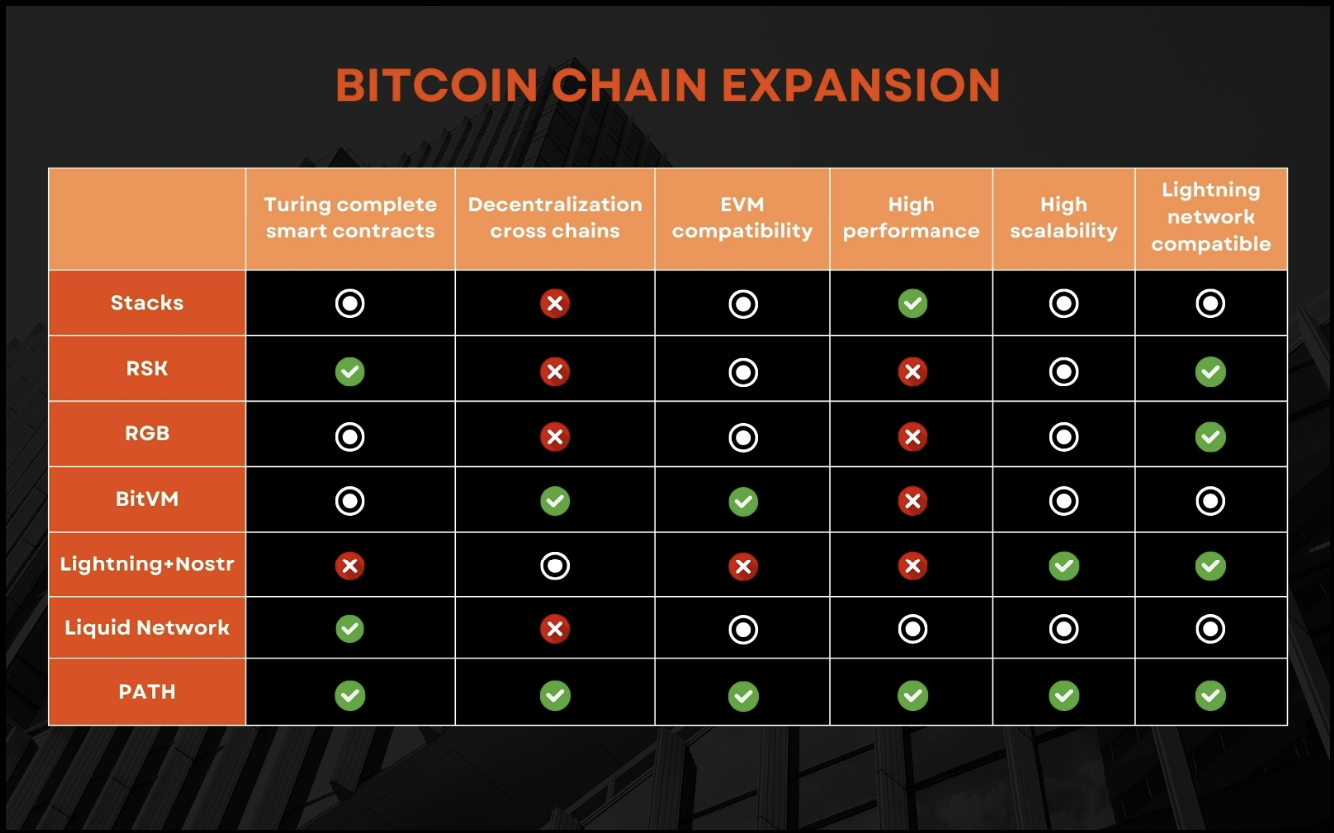 BITCOIN CHAIN EXPANSION
Turing complete
smart contracts
Decentralization
cross chains
EVM
compatibility
High
performance
High
scalability
Lightning
network
compatible
Stacks
RSK
RGB
BitVM
Lightning+Nostr
Liquid Network
PATH